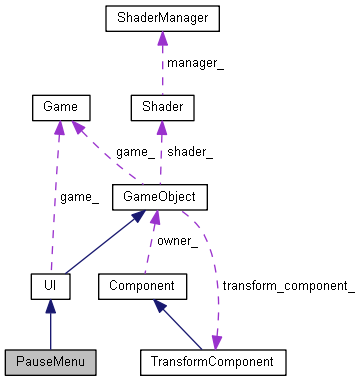 ShaderManager
manager_
Game
Shader
game_
shader_
game_
GameObject
owner_
UI
Component
transform_component_
PauseMenu
TransformComponent